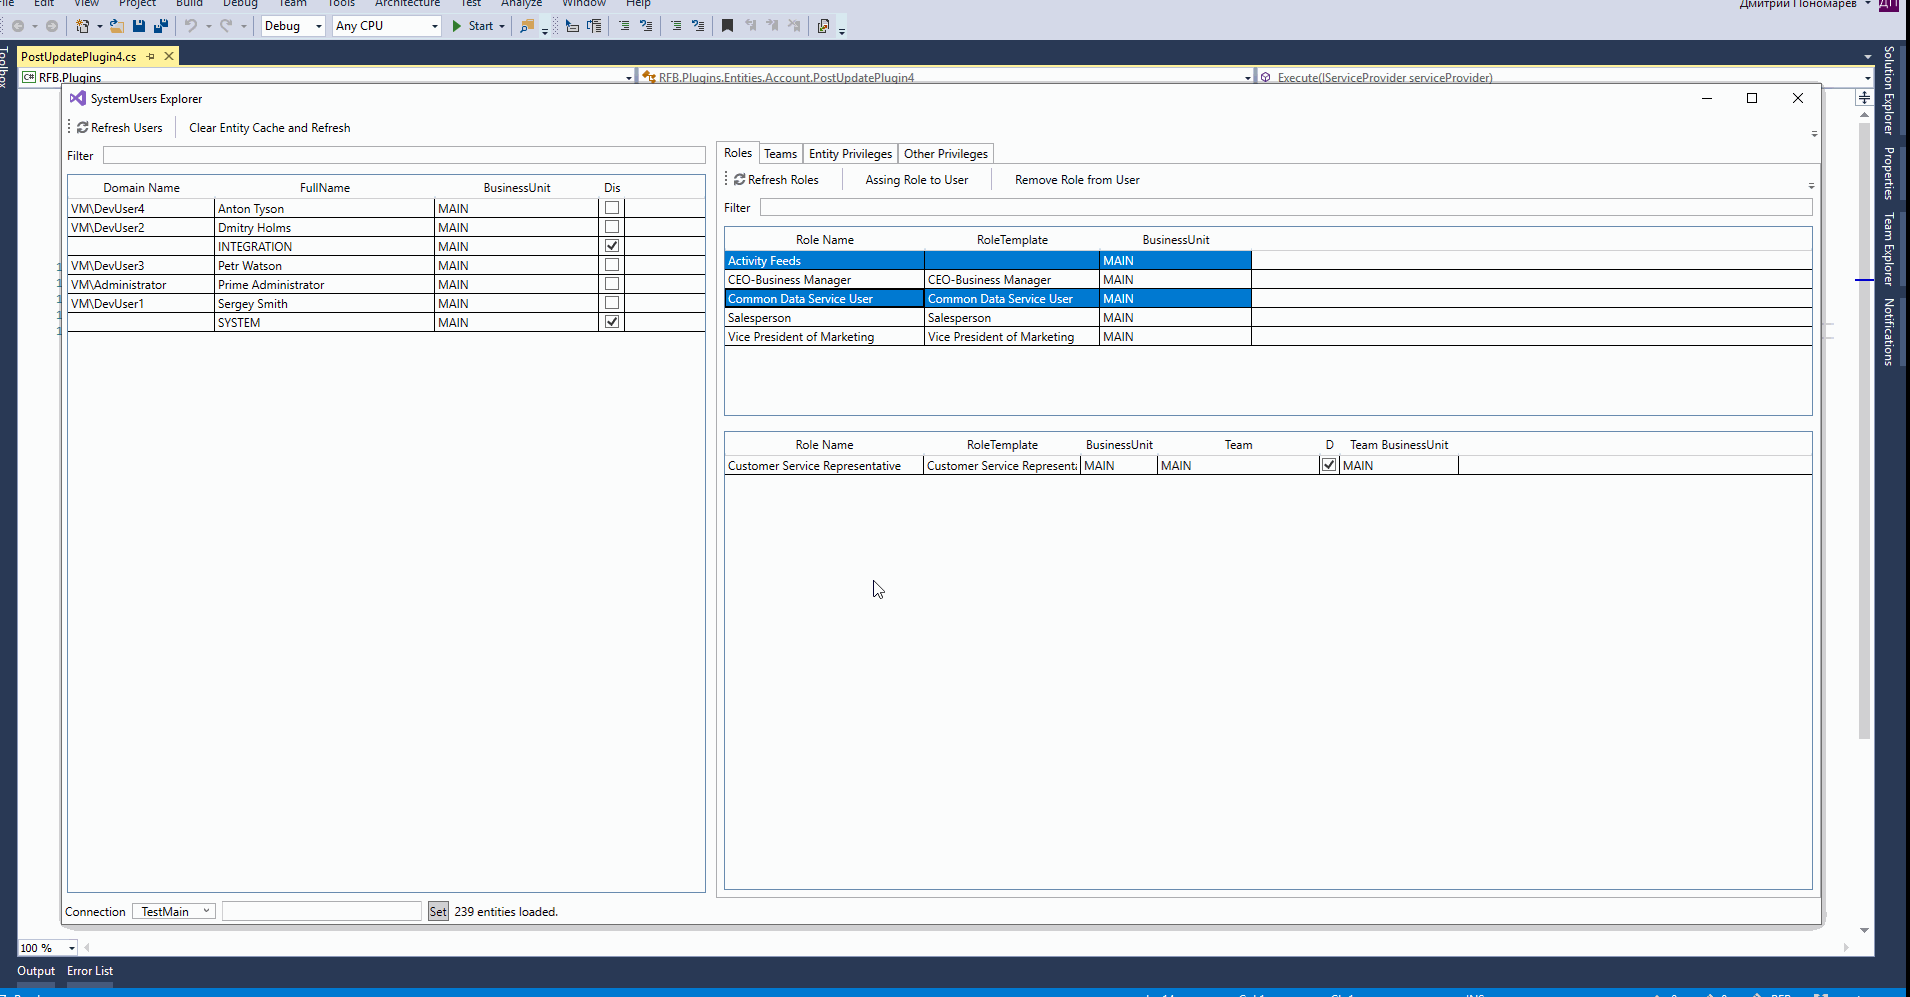 File Edit View Project Build Debug Team Tools Architecture Test Analyze Window Help Дмитрий Пономарев ДП
Debug Any CPU Start
PostUpdatePlugin4.cs
RFB.Plugins RFB.Plugins.Entities.Account.PostUpdatePlugin4 Execute(IServiceProvider serviceProvider)
Toolbox
Solution Explorer
Properties
Team Explorer
Notifications
SystemUsers Explorer
Refresh Users Clear Entity Cache and Refresh
Filter
Domain Name FullName BusinessUnit Dis
VM\DevUser4 Anton Tyson MAIN
VM\DevUser2 Dmitry Holms MAIN
INTEGRATION MAIN
VM\DevUser3 Petr Watson MAIN
VM\Administrator Prime Administrator MAIN
VM\DevUser1 Sergey Smith MAIN
SYSTEM MAIN
Roles Teams Entity Privileges Other Privileges
Refresh Roles Assing Role to User Remove Role from User
Filter
Role Name RoleTemplate BusinessUnit
Activity Feeds MAIN
CEO-Business Manager CEO-Business Manager MAIN
Common Data Service User Common Data Service User MAIN
Salesperson Salesperson MAIN
Vice President of Marketing Vice President of Marketing MAIN
Role Name RoleTemplate BusinessUnit Team D Team BusinessUnit
Customer Service Representative Customer Service Representa MAIN MAIN MAIN
Connection TestMain Set 239 entities loaded.
100 %
Output Error List